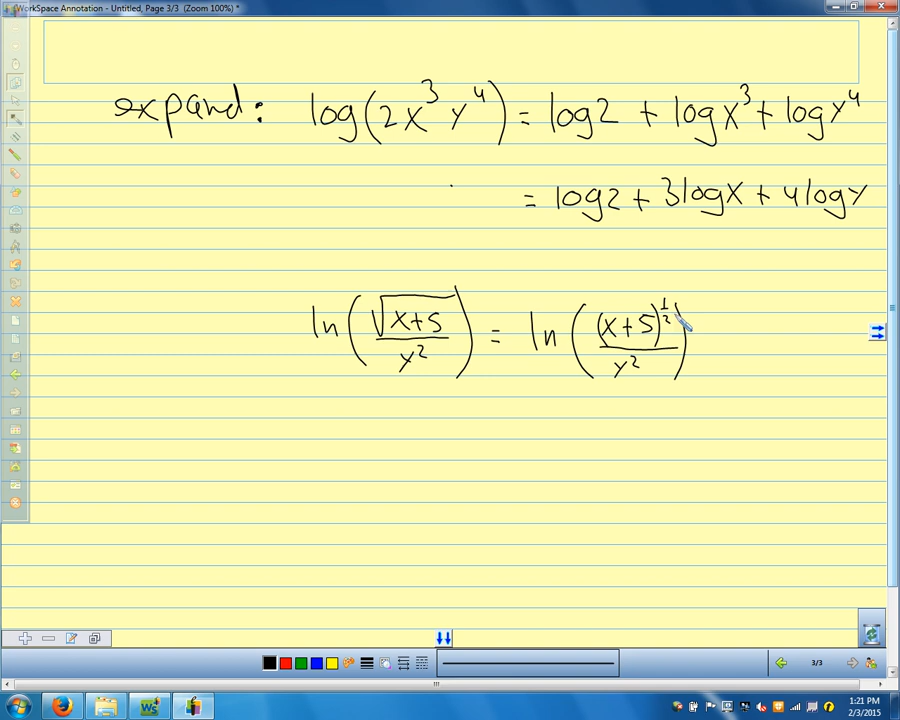 WorkSpace Annotation - Untitled, Page 3/3 (Zoom 100%) *
expand: log(2x³y⁴) = log2 + logx³ + logy⁴
= log2 + 3logx + 4logy
ln(√(x+5)/y²) = ln((x+5)^(1/2)/y²)
3/3
1:21 PM
2/3/2015